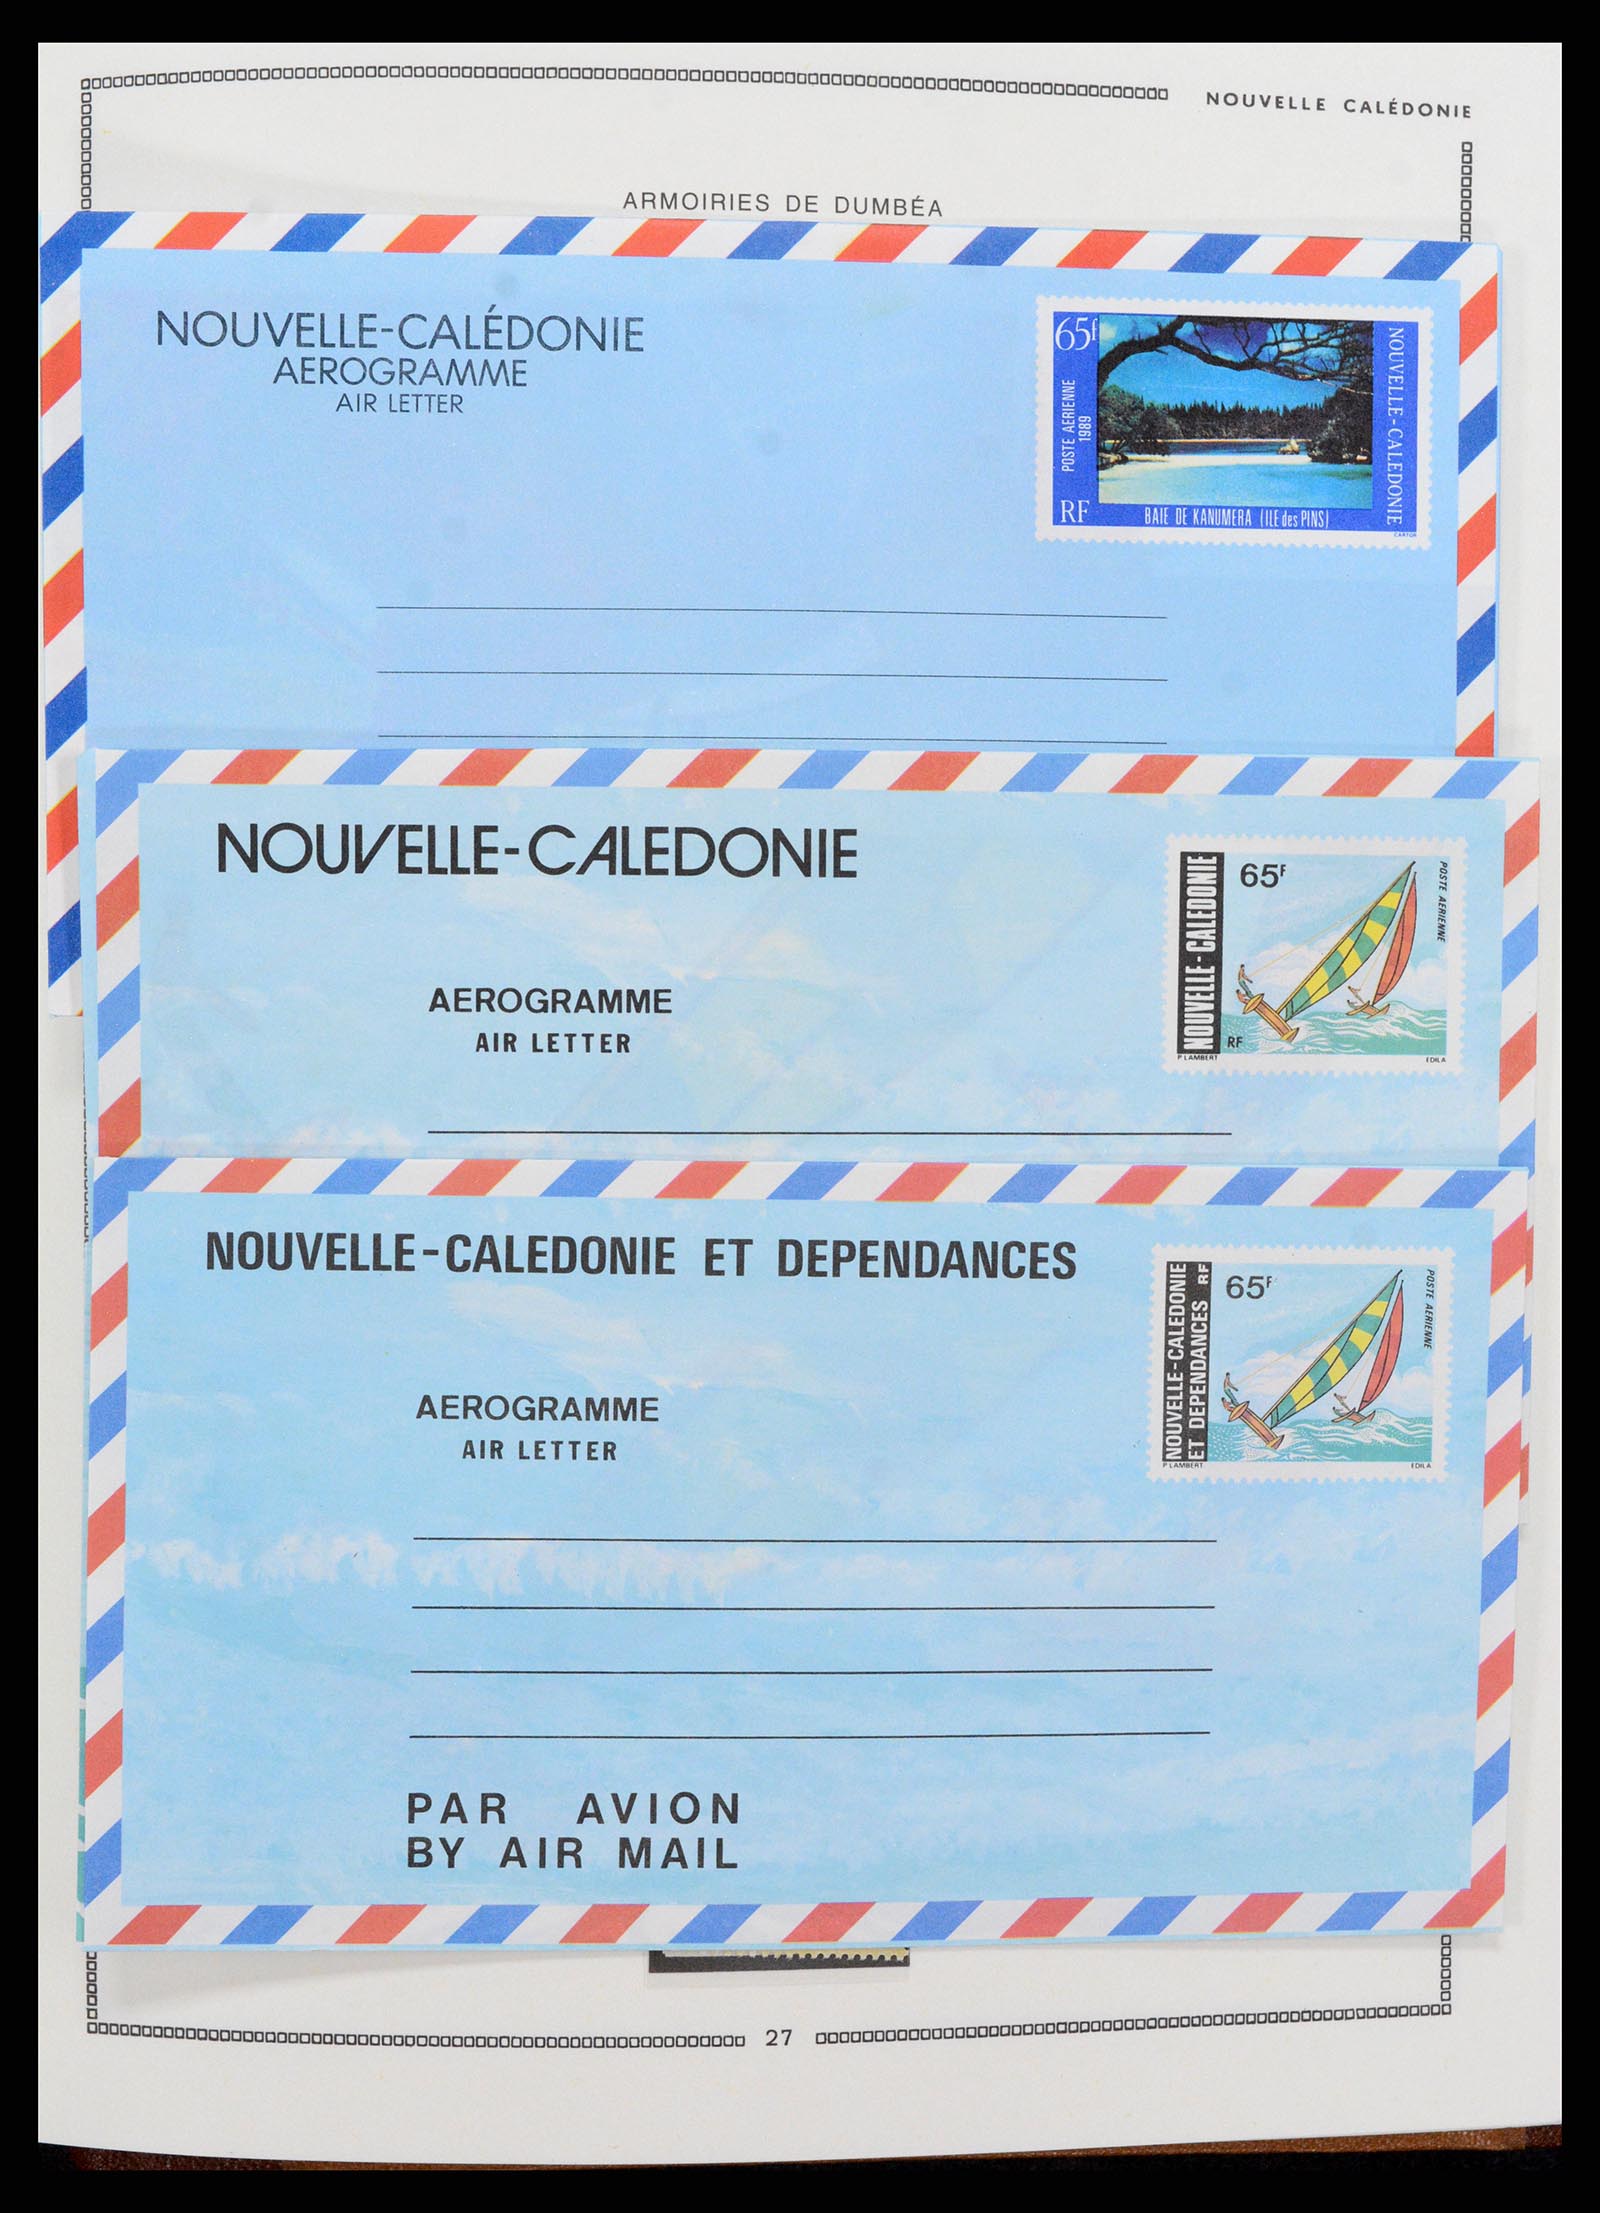 NOUVELLE CALÉDONIE
ARMOIRIES DE DUMBÉA
NOUVELLE-CALÉDONIE
AEROGRAMME
AIR LETTER
65f
POSTE AERIENNE
1989
RF
BAIE DE KANUMERA (ILE des PINS)
NOUVELLE-CALEDONIE
CARTOR
NOUVELLE-CALEDONIE
AEROGRAMME
AIR LETTER
NOUVELLE-CALEDONIE
65F
POSTE AERIENNE
RF
P LAMBERT
EDILA
NOUVELLE-CALEDONIE ET DEPENDANCES
AEROGRAMME
AIR LETTER
NOUVELLE-CALEDONIE RF
ET DEPENDANCES
65F
POSTE AERIENNE
P LAMBERT
EDILA
PAR AVION
BY AIR MAIL
27